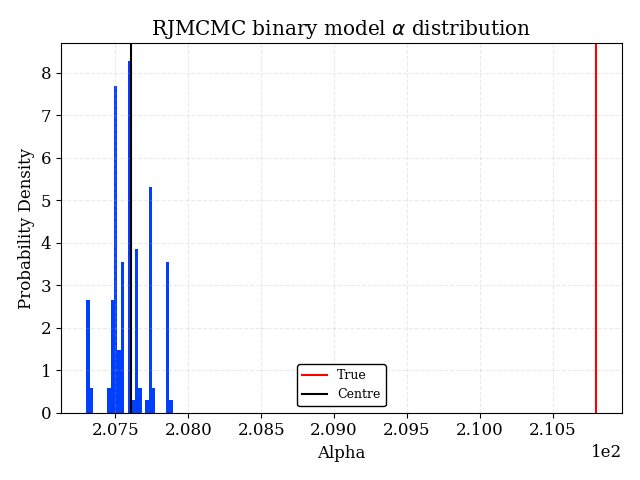 RJMCMC binary model α distribution
Probability Density
8
7
6
5
4
3
2
1
0
True
Centre
2.075 2.080 2.085 2.090 2.095 2.100 2.105
1e2
Alpha